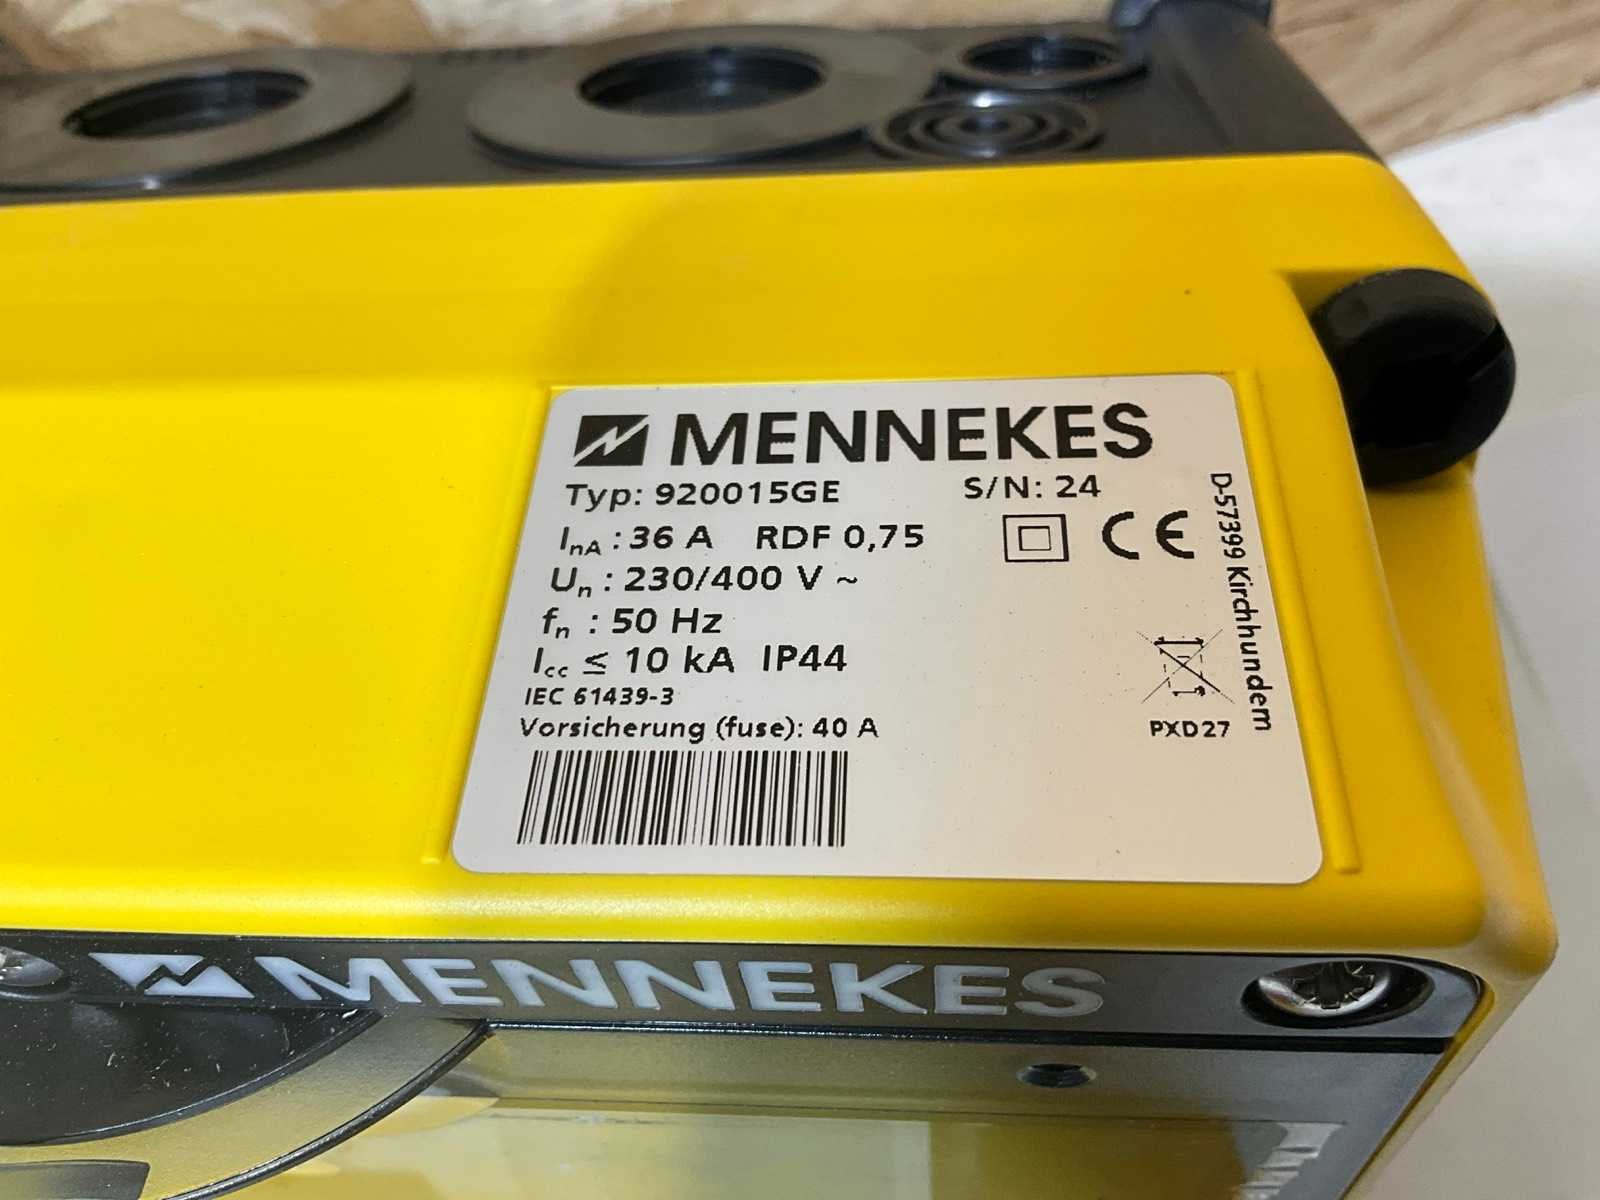 MENNEKES
Typ: 920015GE S/N: 24
InA : 36 A RDF 0,75
CE
Un : 230/400 V ~
fn : 50 Hz
Icc ≤ 10 kA IP44
IEC 61439-3
Vorsicherung (fuse): 40 A
PXD27
D-57399 Kirchhundem
MENNEKES